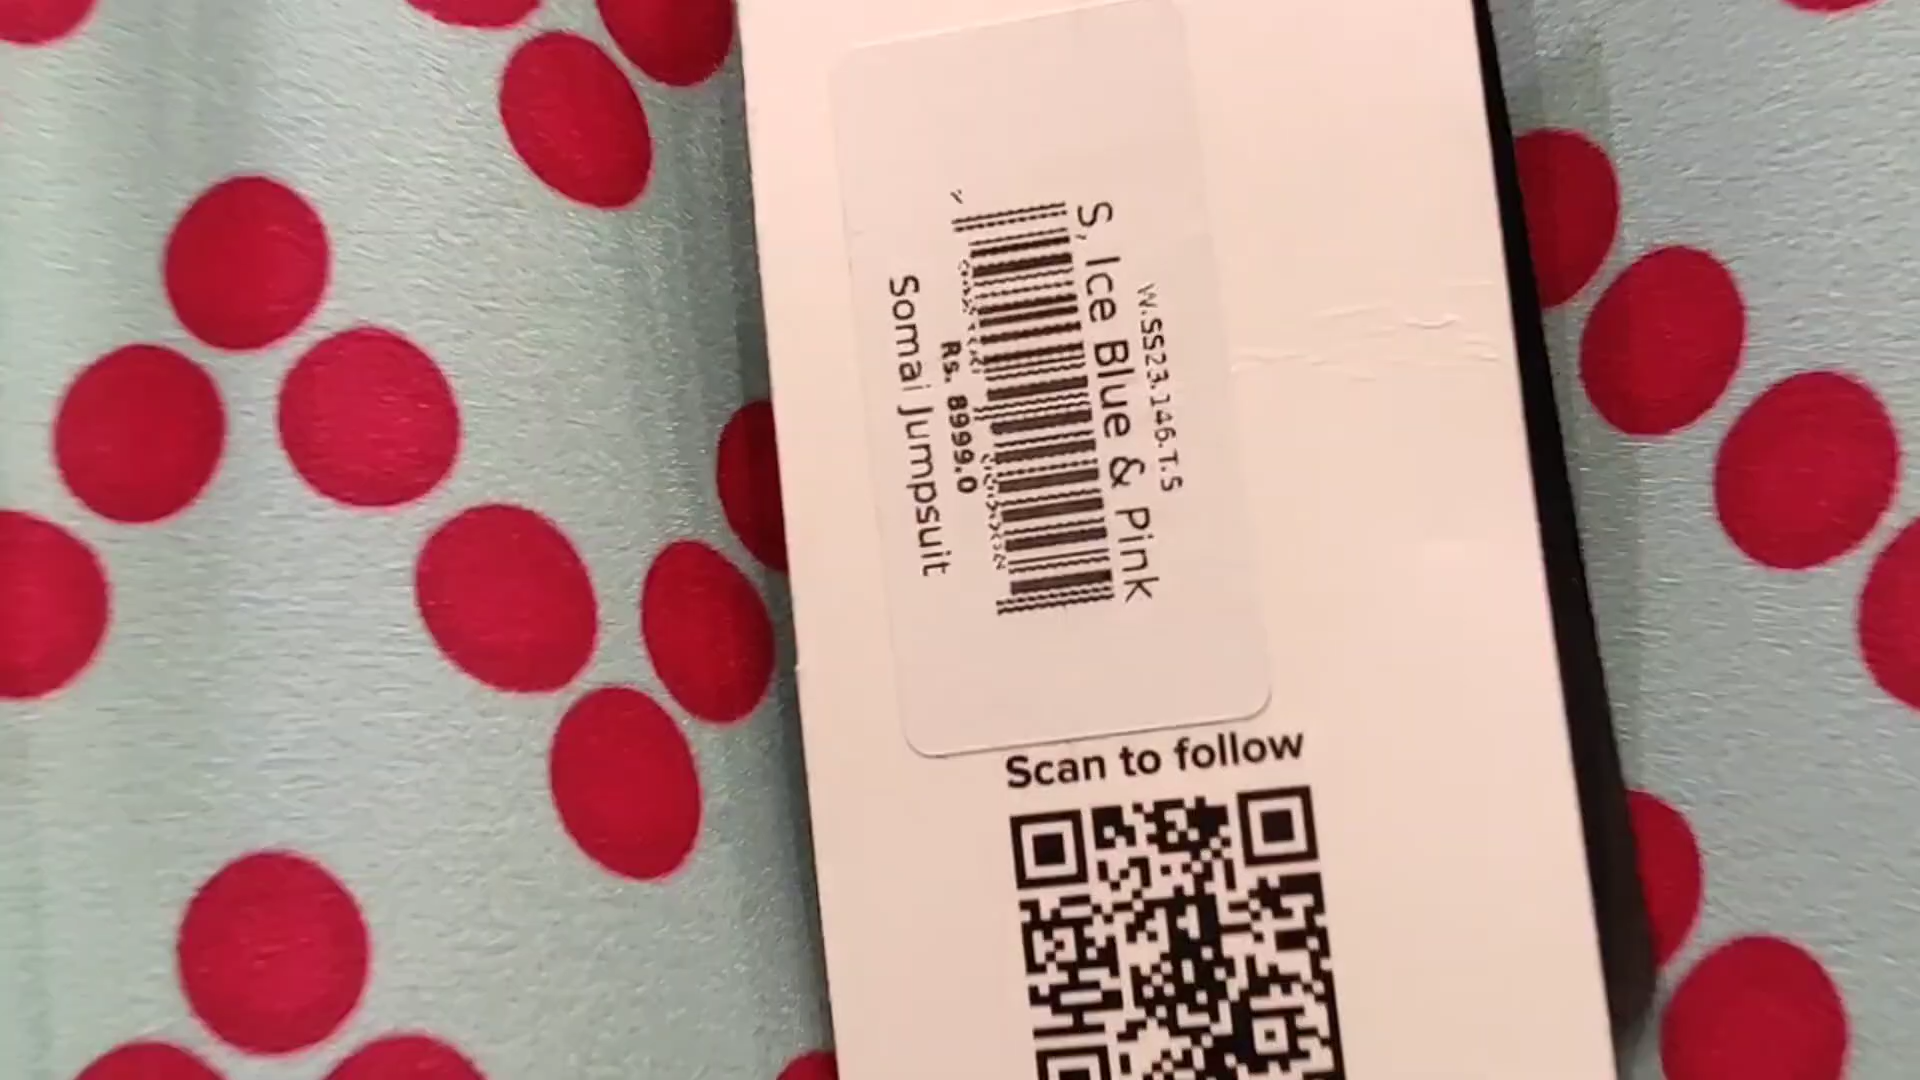 W.SS23.146.T.S
S, Ice Blue & Pink
Rs. 8999.0
Somai Jumpsuit
Scan to follow